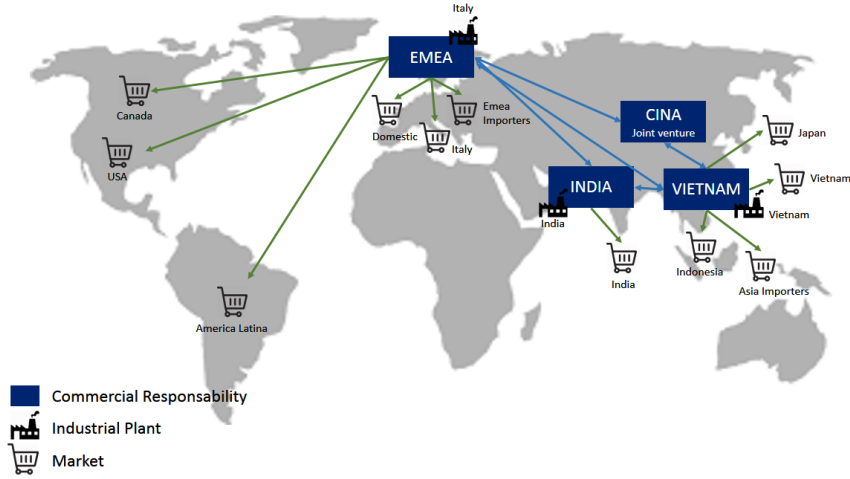 Italy
EMEA
Canada
USA
Domestic
Italy
Emea
Importers
CINA
Joint venture
Japan
INDIA
India
VIETNAM
Vietnam
Vietnam
India
Indonesia
Asia Importers
America Latina
Commercial Responsability
Industrial Plant
Market